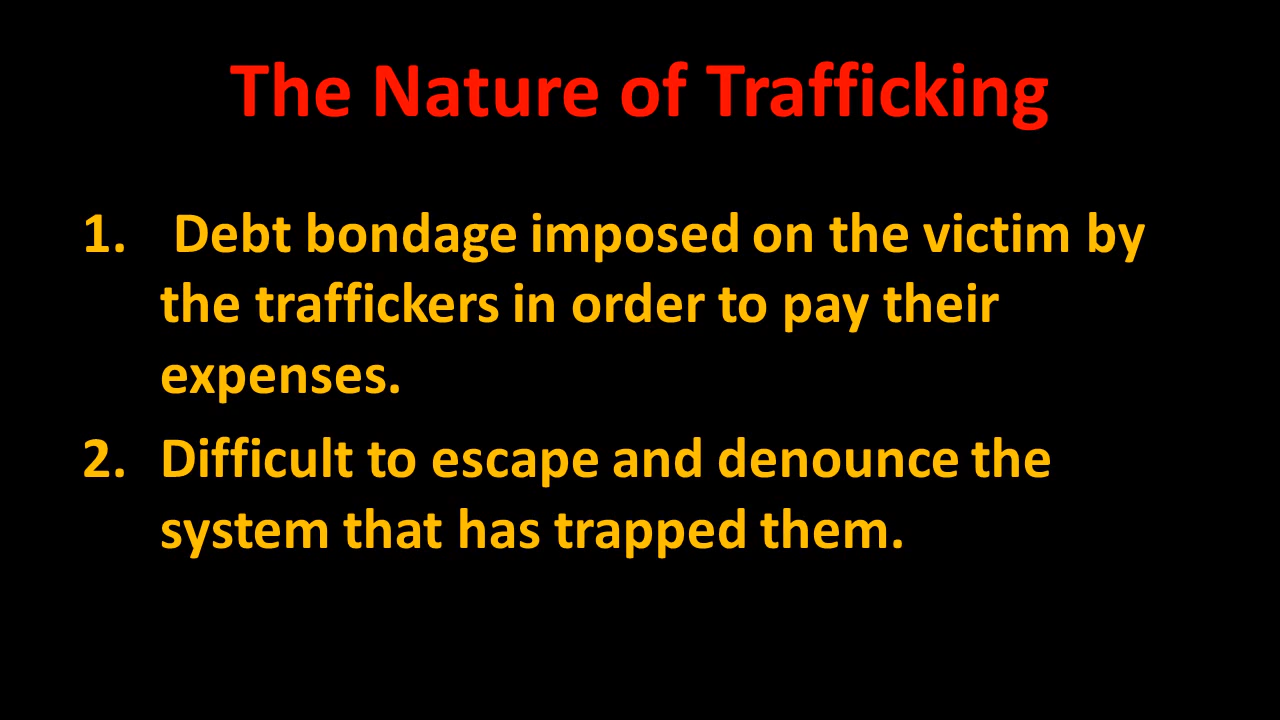 The Nature of Trafficking
1. Debt bondage imposed on the victim by
the traffickers in order to pay their
expenses.
2. Difficult to escape and denounce the
system that has trapped them.